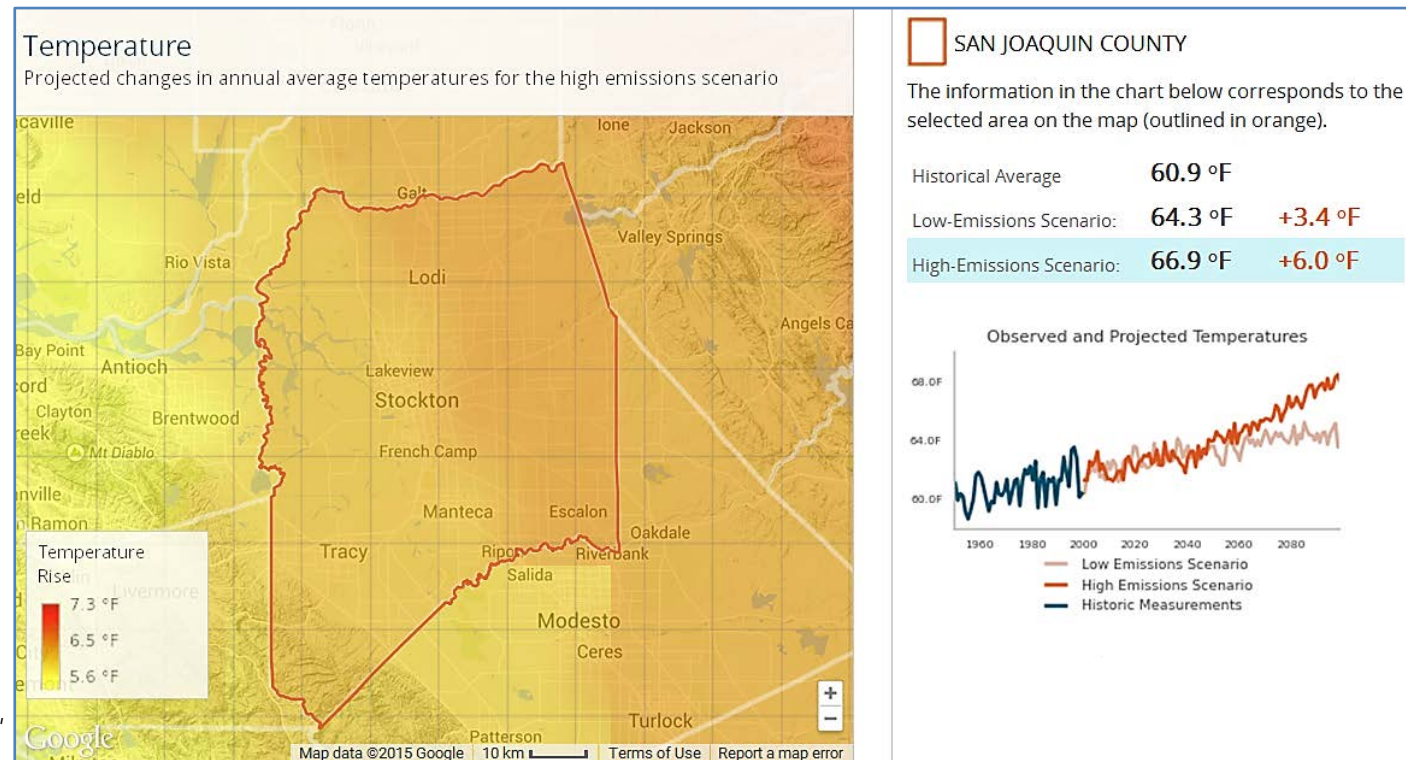 Temperature
Projected changes in annual average temperatures for the high emissions scenario
Ione
Jackson
Galt
Valley Springs
Rio Vista
Lodi
Bay Point
Antioch
Lakeview
Stockton
Clayton
Brentwood
Mt Diablo
French Camp
Manteca
Escalon
Oakdale
Tracy
Riverbank
Salida
Modesto
Ceres
Livermore
Turlock
Patterson
Temperature
Rise
7.3 °F
6.5 °F
5.6 °F
+
−
Google
Map data ©2015 Google
10 km
Terms of Use
Report a map error
SAN JOAQUIN COUNTY
The information in the chart below corresponds to the
selected area on the map (outlined in orange).
Historical Average 60.9 °F
Low-Emissions Scenario: 64.3 °F +3.4 °F
High-Emissions Scenario: 66.9 °F +6.0 °F
Observed and Projected Temperatures
68.0F
64.0F
60.0F
1960 1980 2000 2020 2040 2060 2080
Low Emissions Scenario
High Emissions Scenario
Historic Measurements